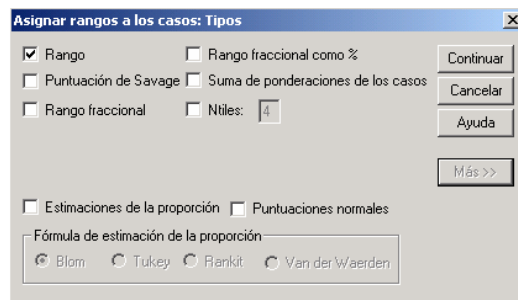 Asignar rangos a los casos: Tipos
Rango
Rango fraccional como %
Continuar
Puntuación de Savage
Suma de ponderaciones de los casos
Cancelar
Rango fraccional
Ntiles: 4
Ayuda
Más >>
Estimaciones de la proporción
Puntuaciones normales
Fórmula de estimación de la proporción
Blom
Tukey
Rankit
Van der Waerden